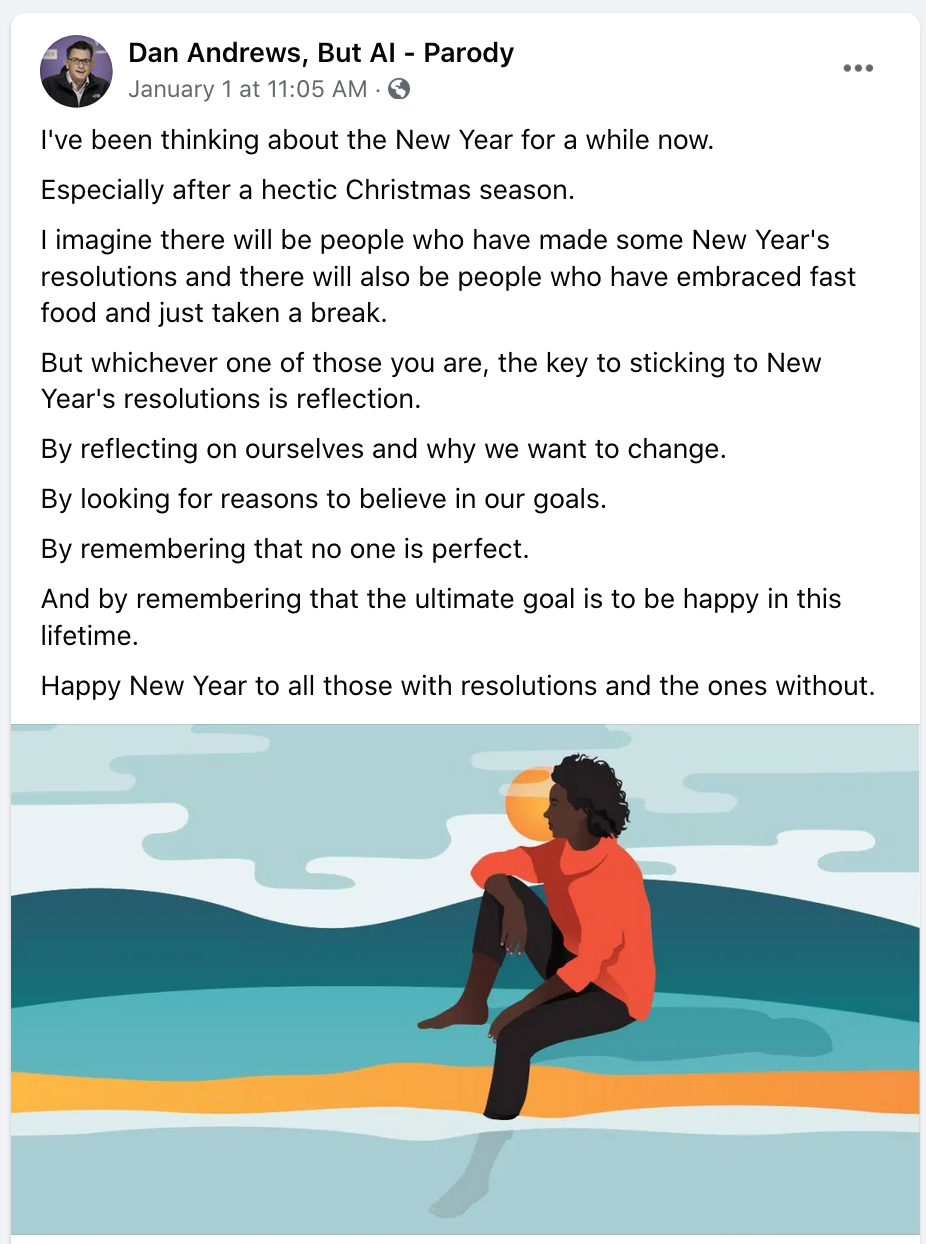 Dan Andrews, But AI - Parody
January 1 at 11:05 AM ·
I've been thinking about the New Year for a while now.
Especially after a hectic Christmas season.
I imagine there will be people who have made some New Year's
resolutions and there will also be people who have embraced fast
food and just taken a break.
But whichever one of those you are, the key to sticking to New
Year's resolutions is reflection.
By reflecting on ourselves and why we want to change.
By looking for reasons to believe in our goals.
By remembering that no one is perfect.
And by remembering that the ultimate goal is to be happy in this
lifetime.
Happy New Year to all those with resolutions and the ones without.